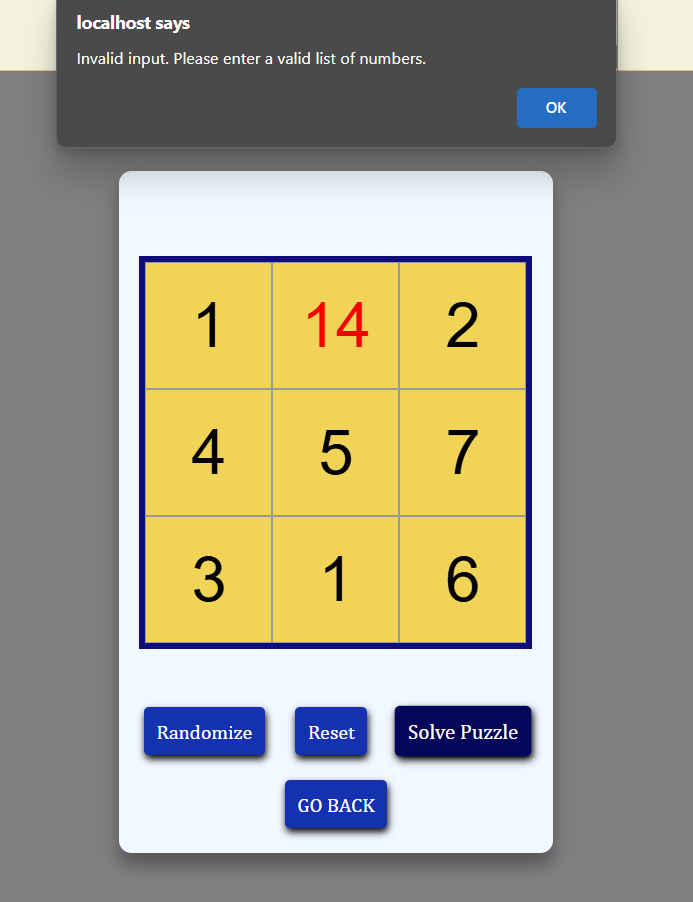 localhost says
Invalid input. Please enter a valid list of numbers.
OK
1 14 2
4 5 7
3 1 6
Randomize Reset Solve Puzzle
GO BACK